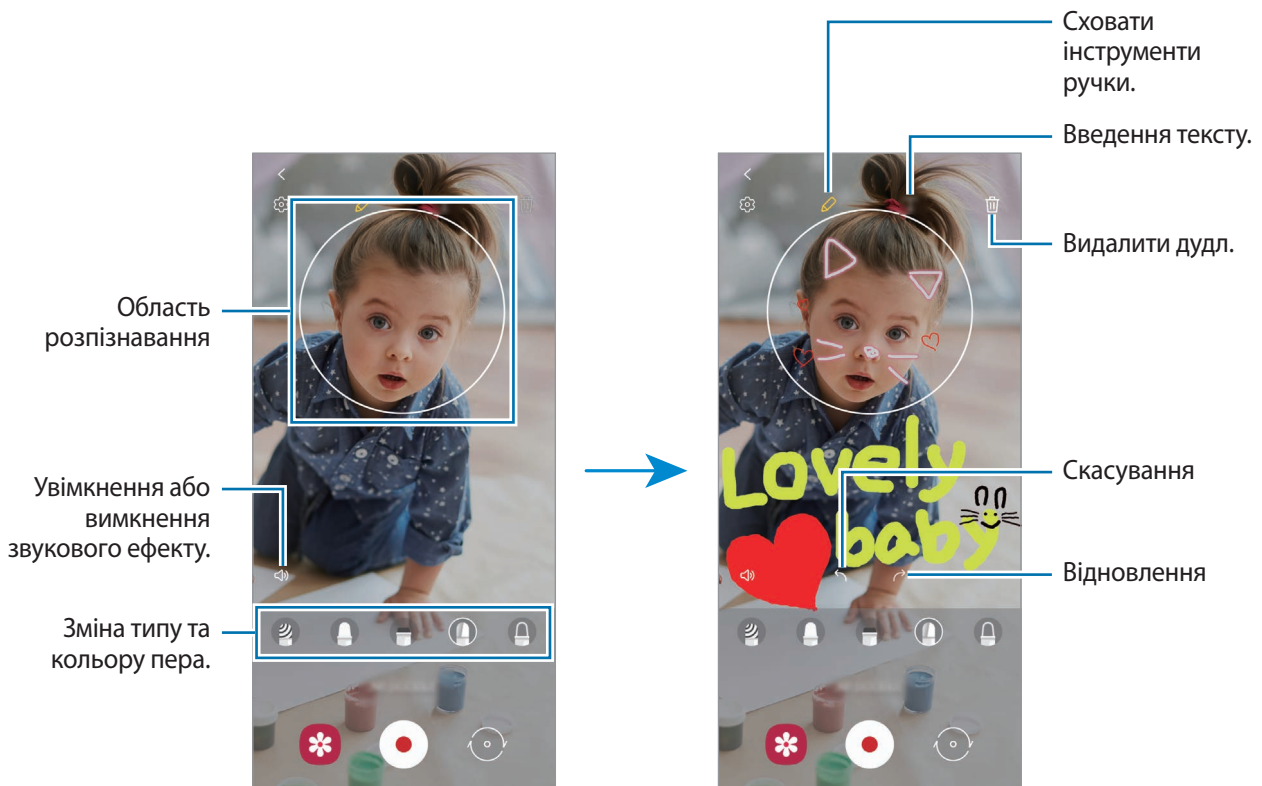 Сховати
інструменти
ручки.
Введення тексту.
Видалити дудл.
Область
розпізнавання
Увімкнення або
вимкнення
звукового ефекту.
Lovely
baby
Скасування
Відновлення
Зміна типу та
кольору пера.